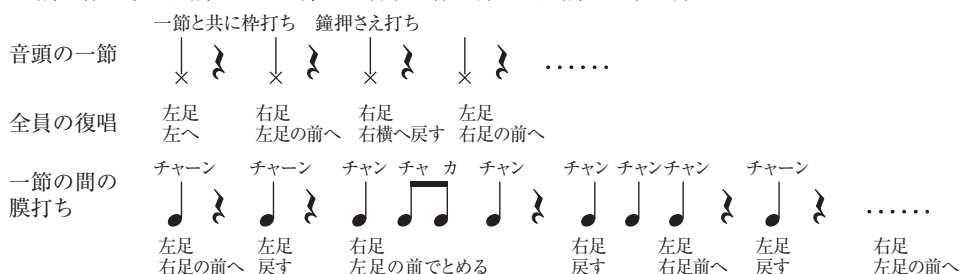 一節と共に枠打ち 鐘押さえ打ち
音頭の一節
……
全員の復唱
左足 右足 右足 左足
左へ 左足の前へ 右横へ戻す 右足の前へ
チャーン チャーン チャン チャ カ チャン チャン チャンチャン チャーン
一節の間の
膜打ち
……
左足 左足 右足 右足 左足 左足 右足
右足の前へ 戻す 左足の前でとめる 戻す 右足前へ 戻す 左足の前へ